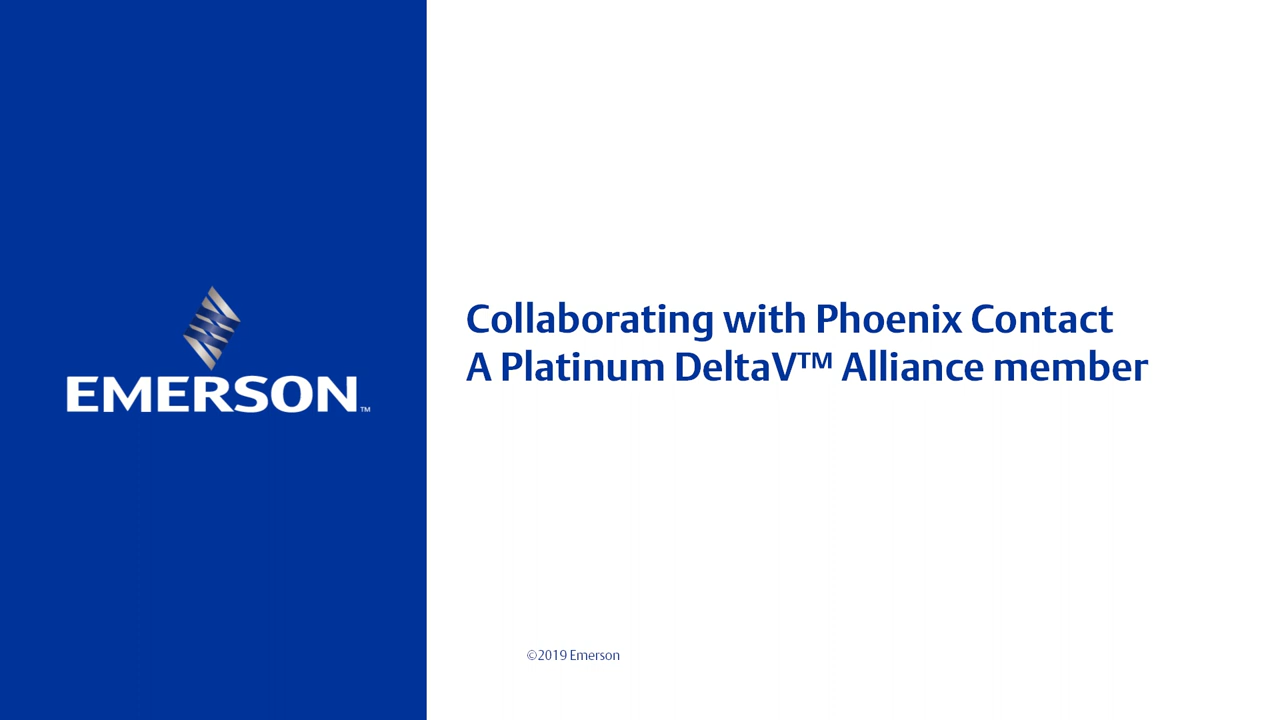 EMERSON™
Collaborating with Phoenix Contact
A Platinum DeltaV™ Alliance member
©2019 Emerson